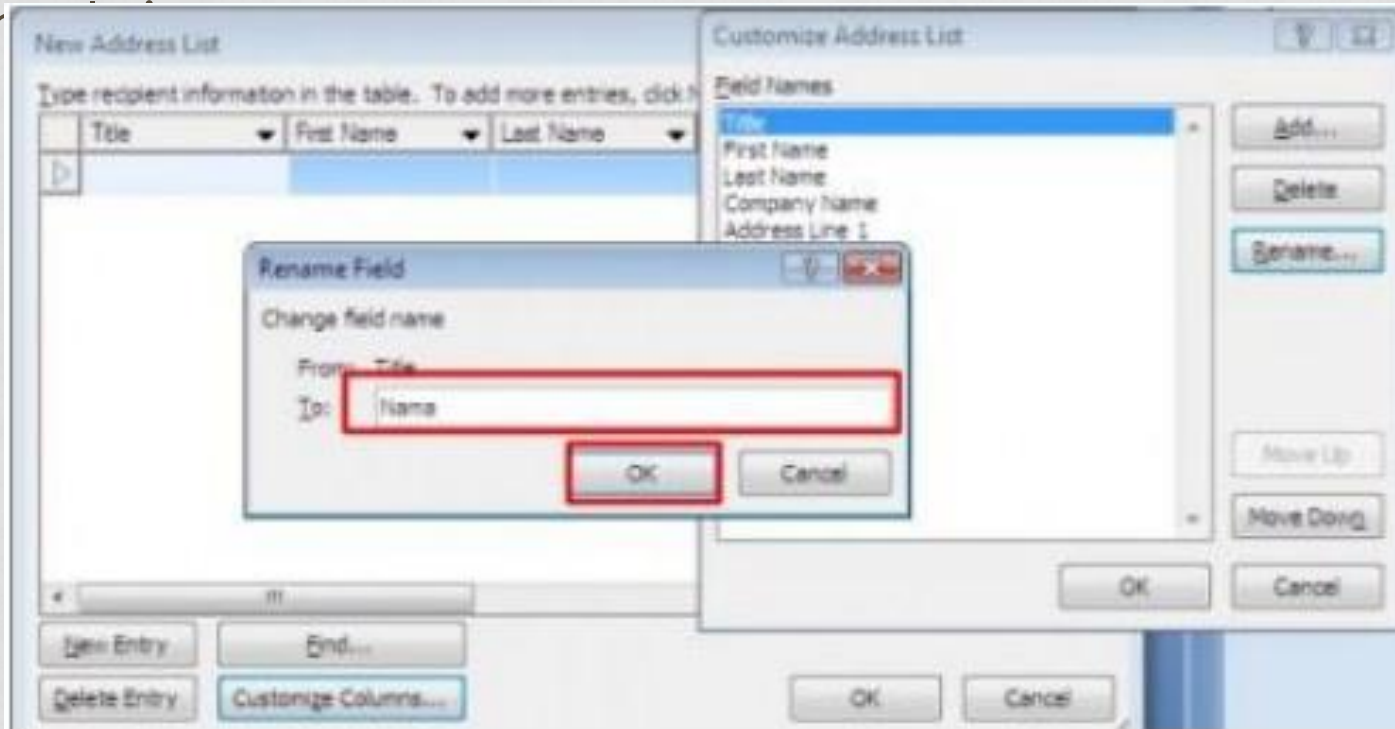 New Address List
Type recipient information in the table. To add more entries, click
Title First Name Last Name
New Entry Find...
Delete Entry Customize Columns...
OK Cancel
Customize Address List
Field Names
Title
First Name
Last Name
Company Name
Address Line 1
Add...
Delete
Rename...
Move Up
Move Down
OK Cancel
Rename Field
Change field name
From: Title
To: Nama
OK Cancel